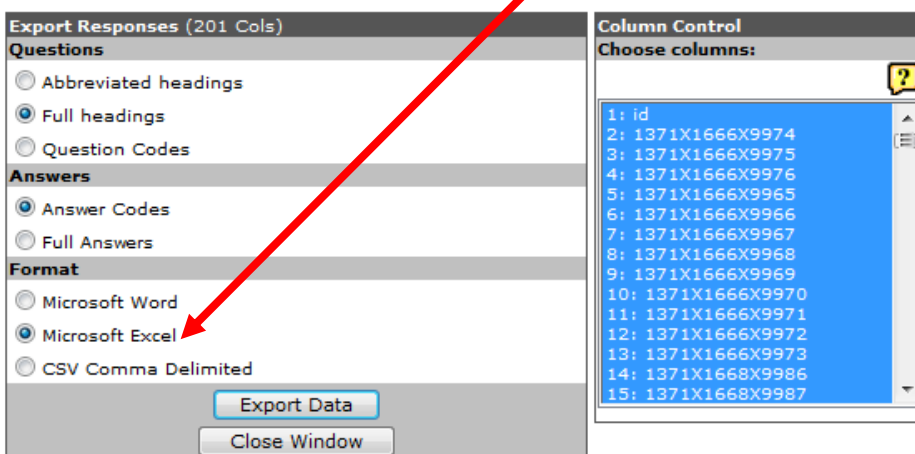 Export Responses (201 Cols)
Questions
Abbreviated headings
Full headings
Question Codes
Answers
Answer Codes
Full Answers
Format
Microsoft Word
Microsoft Excel
CSV Comma Delimited
Export Data
Close Window
Column Control
Choose columns:
?
1: id
2: 1371X1666X9974
3: 1371X1666X9975
4: 1371X1666X9976
5: 1371X1666X9965
6: 1371X1666X9966
7: 1371X1666X9967
8: 1371X1666X9968
9: 1371X1666X9969
10: 1371X1666X9970
11: 1371X1666X9971
12: 1371X1666X9972
13: 1371X1666X9973
14: 1371X1668X9986
15: 1371X1668X9987